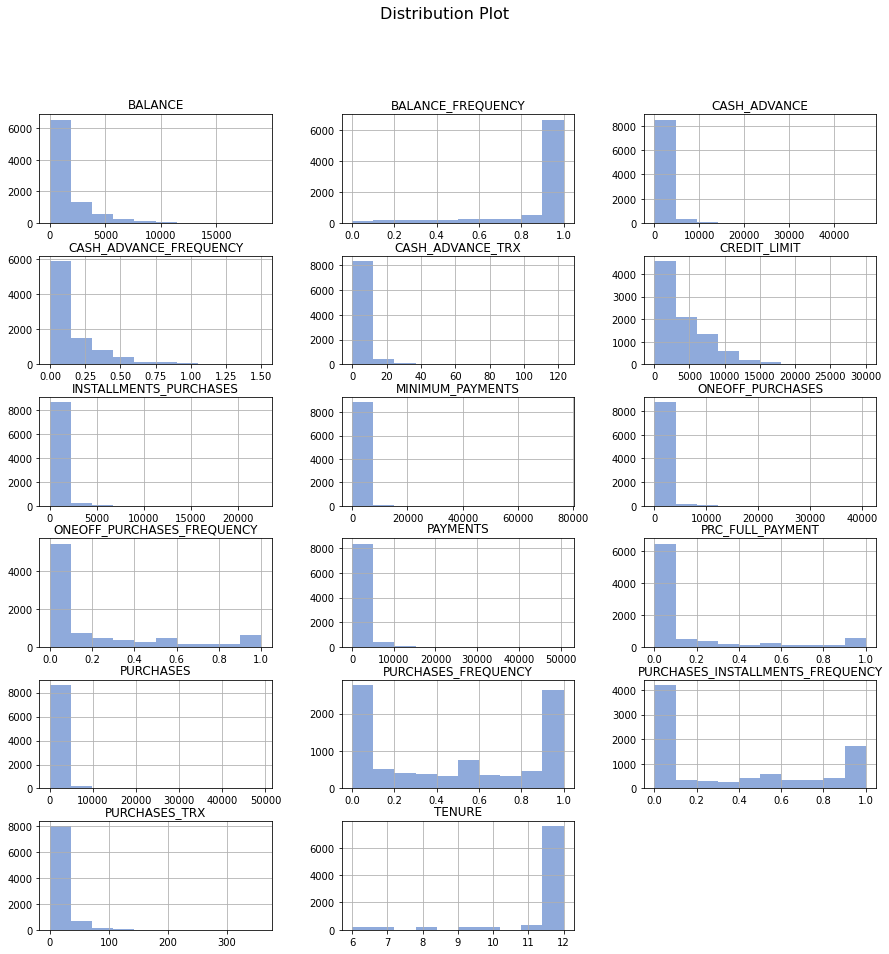 Distribution Plot
BALANCE
6000
4000
2000
0
0 5000 10000 15000
BALANCE_FREQUENCY
6000
4000
2000
0
0.0 0.2 0.4 0.6 0.8 1.0
CASH_ADVANCE
8000
6000
4000
2000
0
0 10000 20000 30000 40000
CASH_ADVANCE_FREQUENCY
6000
4000
2000
0
0.00 0.25 0.50 0.75 1.00 1.25 1.50
CASH_ADVANCE_TRX
8000
6000
4000
2000
0
0 20 40 60 80 100 120
CREDIT_LIMIT
4000
3000
2000
1000
0
0 5000 10000 15000 20000 25000 30000
INSTALLMENTS_PURCHASES
8000
6000
4000
2000
0
0 5000 10000 15000 20000
MINIMUM_PAYMENTS
8000
6000
4000
2000
0
0 20000 40000 60000 80000
ONEOFF_PURCHASES
8000
6000
4000
2000
0
0 10000 20000 30000 40000
ONEOFF_PURCHASES_FREQUENCY
4000
2000
0
0.0 0.2 0.4 0.6 0.8 1.0
PAYMENTS
8000
6000
4000
2000
0
0 10000 20000 30000 40000 50000
PRC_FULL_PAYMENT
6000
4000
2000
0
0.0 0.2 0.4 0.6 0.8 1.0
PURCHASES
8000
6000
4000
2000
0
0 10000 20000 30000 40000 50000
PURCHASES_FREQUENCY
2000
1000
0
0.0 0.2 0.4 0.6 0.8 1.0
PURCHASES_INSTALLMENTS_FREQUENCY
4000
3000
2000
1000
0
0.0 0.2 0.4 0.6 0.8 1.0
PURCHASES_TRX
8000
6000
4000
2000
0
0 100 200 300
TENURE
6000
4000
2000
0
6 7 8 9 10 11 12